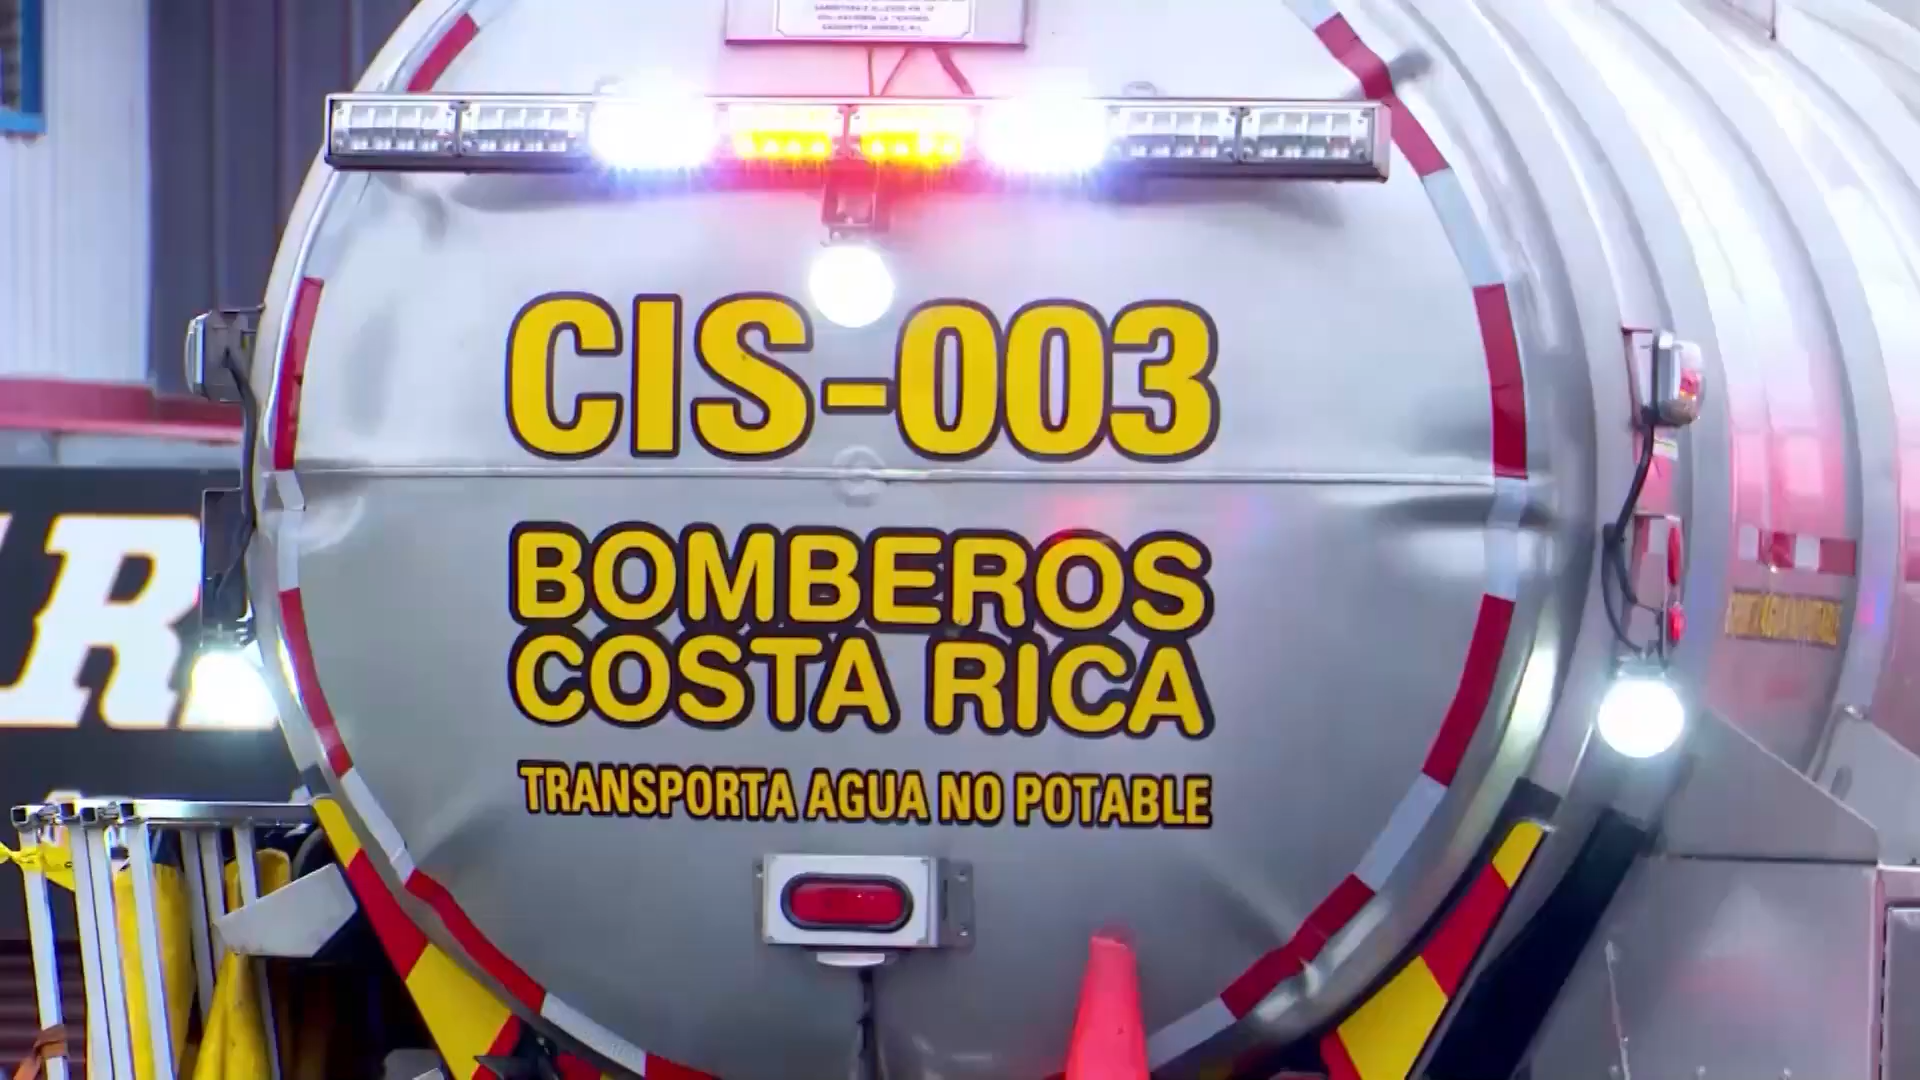 CIS-003
BOMBEROS
COSTA RICA
TRANSPORTA AGUA NO POTABLE
R